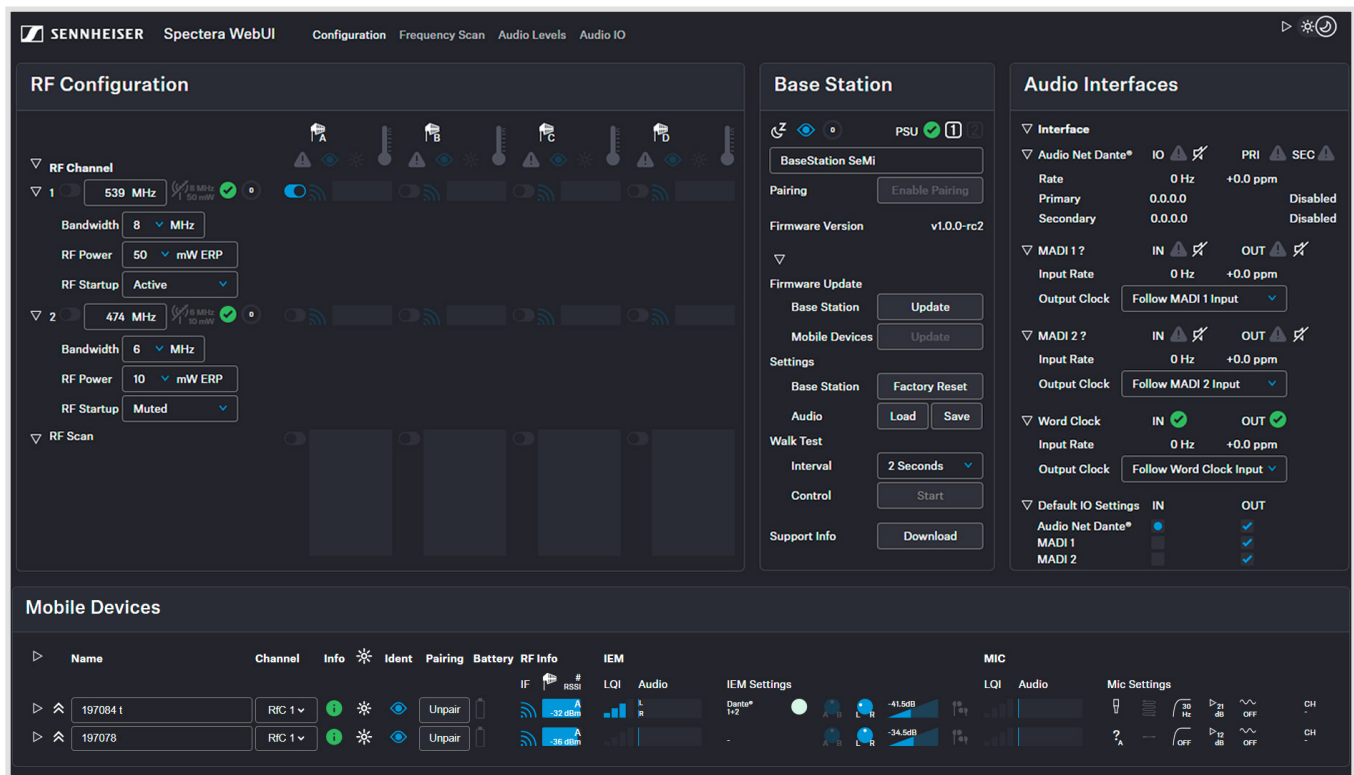 SENNHEISER Spectera WebUI Configuration Frequency Scan Audio Levels Audio IO
RF Configuration
A B C D
RF Channel
1 539 MHz 8 MHz 50 mW 0
Bandwidth 8 MHz
RF Power 50 mW ERP
RF Startup Active
2 474 MHz 6 MHz 10 mW 0
Bandwidth 6 MHz
RF Power 10 mW ERP
RF Startup Muted
RF Scan
Base Station
0 PSU 1 2
BaseStation SeMi
Pairing Enable Pairing
Firmware Version v1.0.0-rc2
Firmware Update
Base Station Update
Mobile Devices Update
Settings
Base Station Factory Reset
Audio Load Save
Walk Test
Interval 2 Seconds
Control Start
Support Info Download
Audio Interfaces
Interface
Audio Net Dante® IO PRI SEC
Rate 0 Hz +0.0 ppm
Primary 0.0.0.0 Disabled
Secondary 0.0.0.0 Disabled
MADI 1 ? IN OUT
Input Rate 0 Hz +0.0 ppm
Output Clock Follow MADI 1 Input
MADI 2 ? IN OUT
Input Rate 0 Hz +0.0 ppm
Output Clock Follow MADI 2 Input
Word Clock IN OUT
Input Rate 0 Hz +0.0 ppm
Output Clock Follow Word Clock Input
Default IO Settings IN OUT
Audio Net Dante®
MADI 1
MADI 2
Mobile Devices
Name Channel Info Ident Pairing Battery RF Info IEM MIC
IF # RSSI LQI Audio IEM Settings LQI Audio Mic Settings
197084 t RfC 1 Unpair A -32 dBm L R Dante® 1+2 A B L R -41.5dB 30 Hz 21 dB OFF CH -
197078 RfC 1 Unpair A -36 dBm - A B L R -34.5dB ?A OFF 12 dB OFF CH -